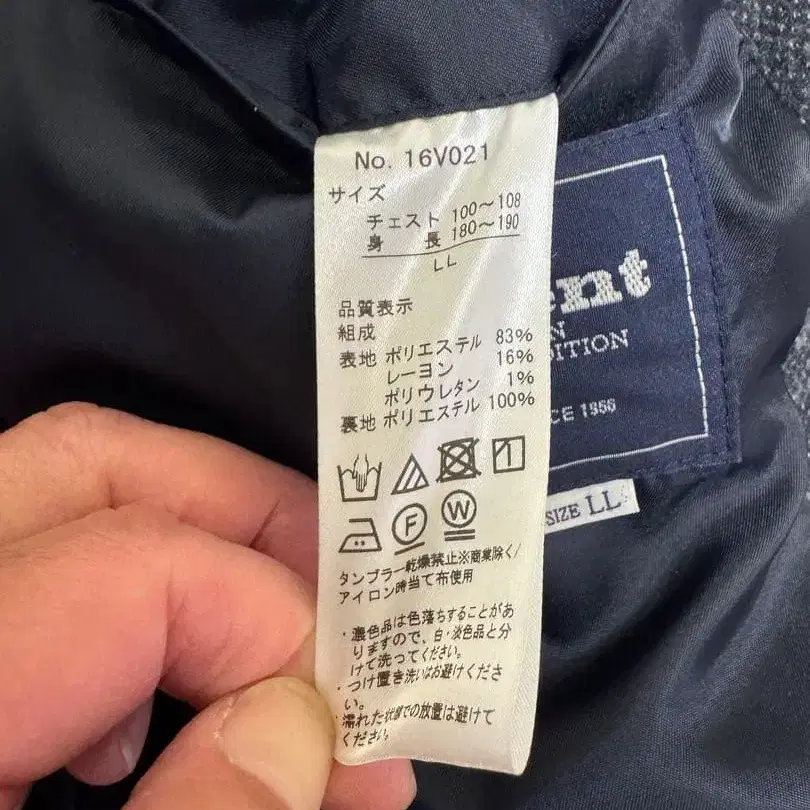 No. 16V021
サイズ
チェスト 100～108
身 長 180～190
LL
品質表示
組成
表地 ポリエステル 83%
レーヨン 16%
ポリウレタン 1%
裏地 ポリエステル 100%
F W
タンブラー乾燥禁止※商業除く/
アイロン時当て布使用
・濃色品は色落ちすることがあ
りますので、白・淡色品と分
けて洗ってください。
・つけ置き洗いはお避けくださ
い。
・濡れた状態での放置は避けて
ください。
ent
DITION
CE 1966
SIZE LL